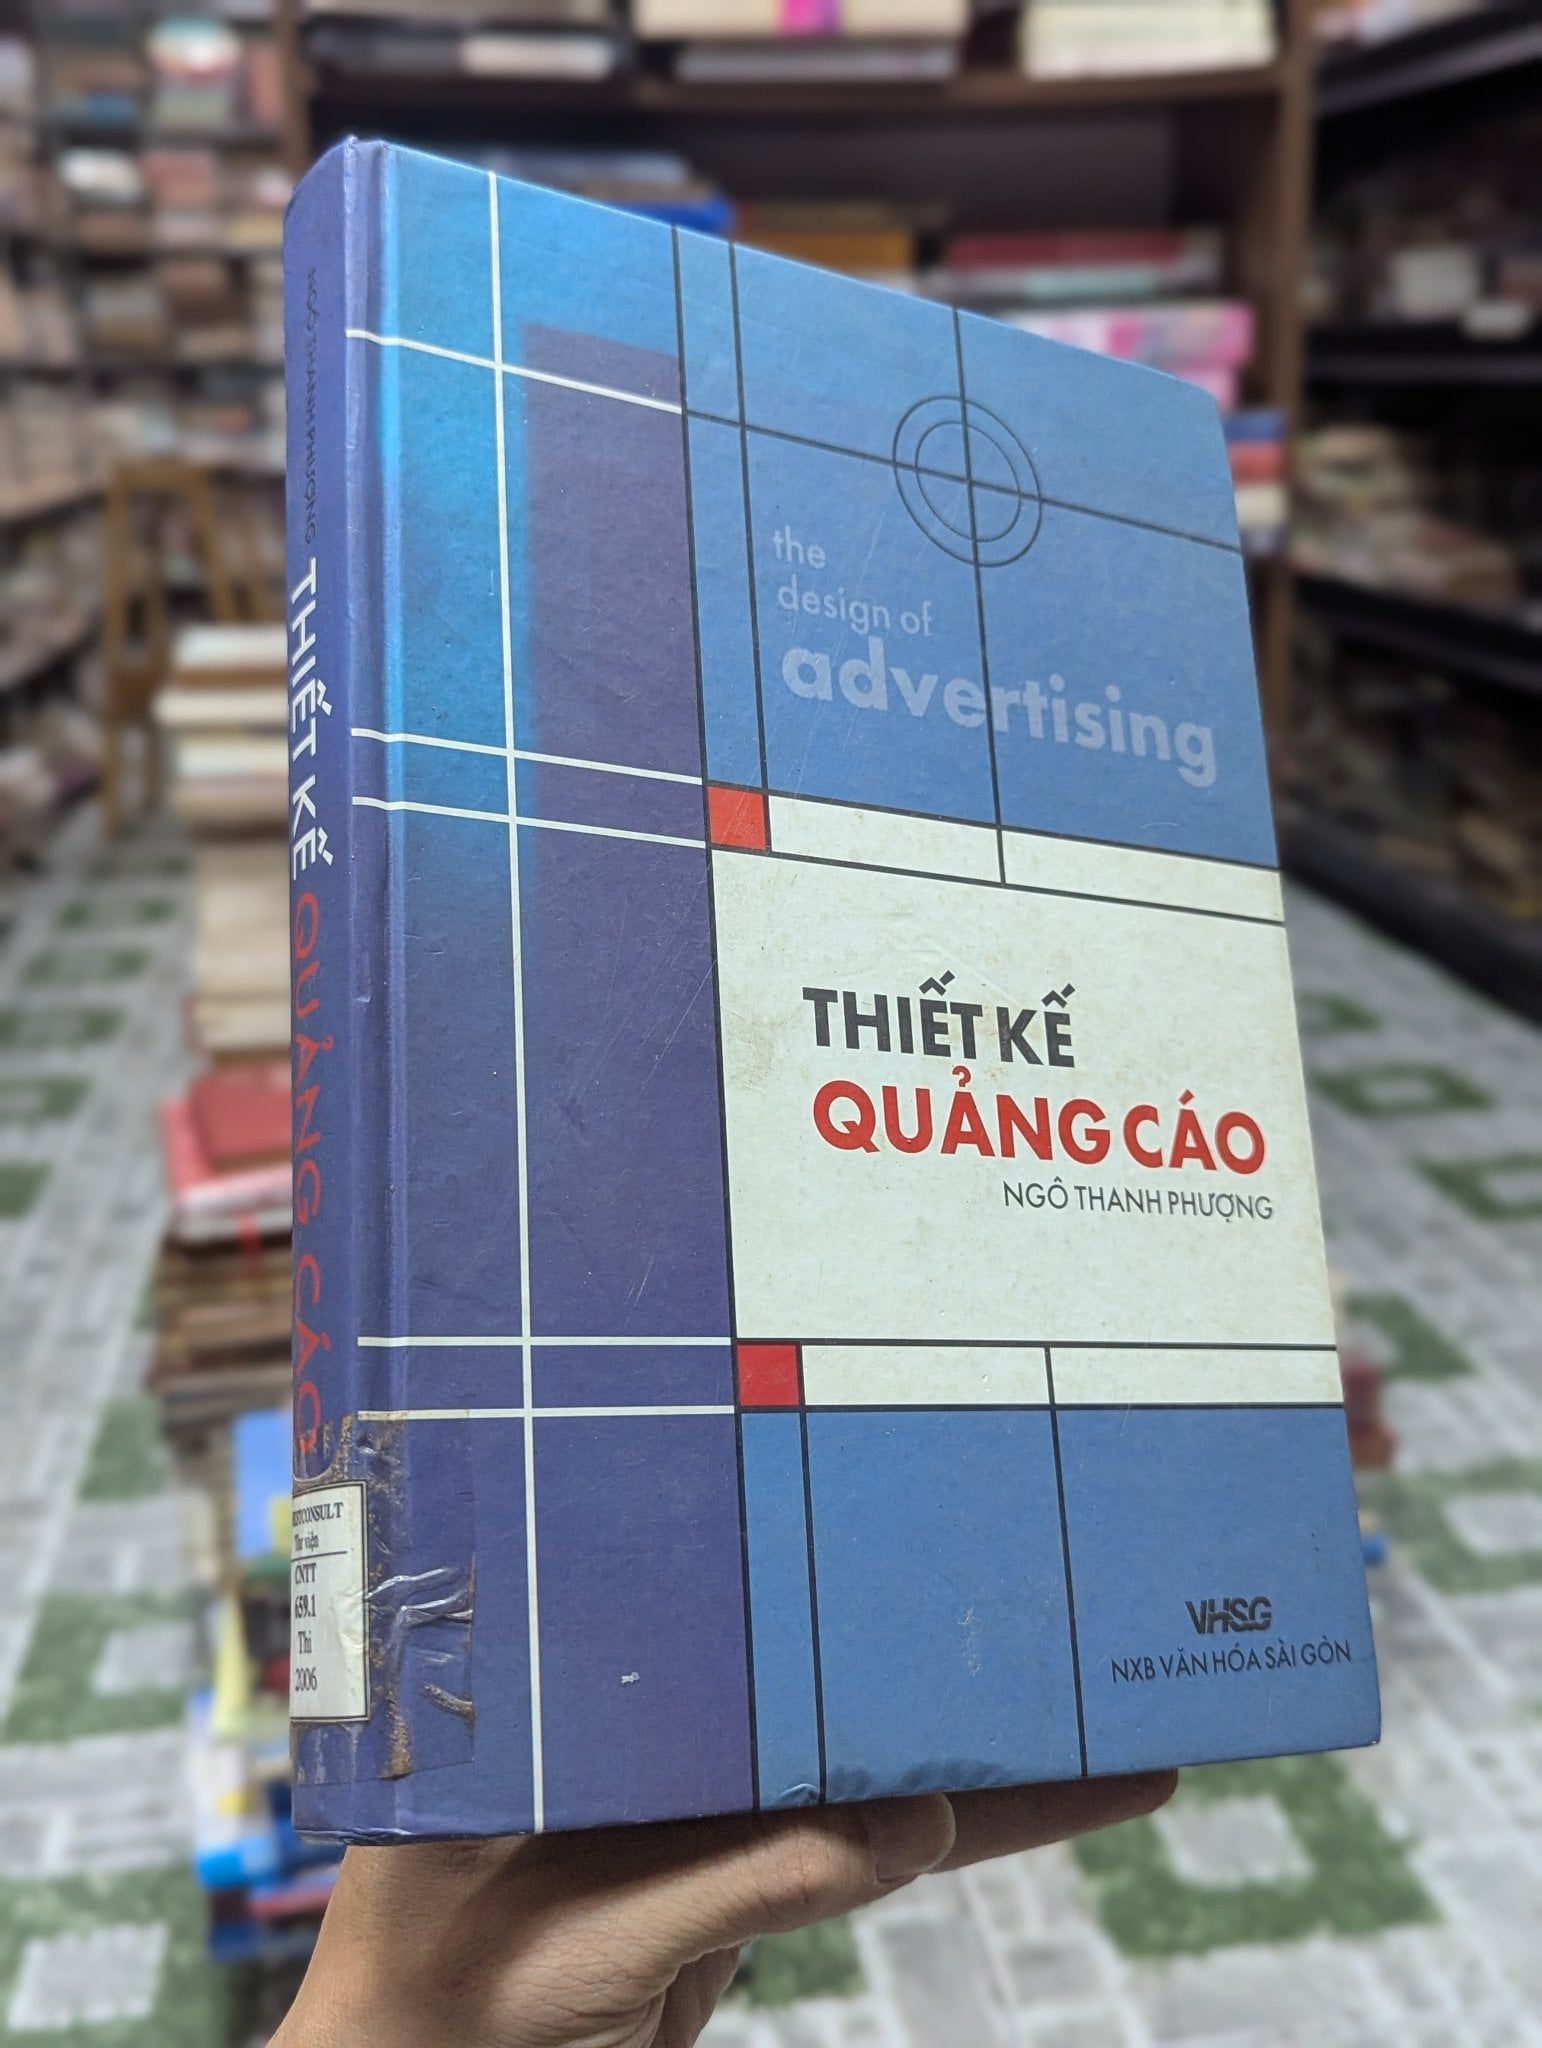 NGÔ THANH PHƯỢNG THIẾT KẾ QUẢNG CÁO
the
design of
advertising
THIẾT KẾ
QUẢNG CÁO
NGÔ THANH PHƯỢNG
VHSG
NXB VĂN HÓA SÀI GÒN
Thư viện
CNTT
659.1
Thi
2006